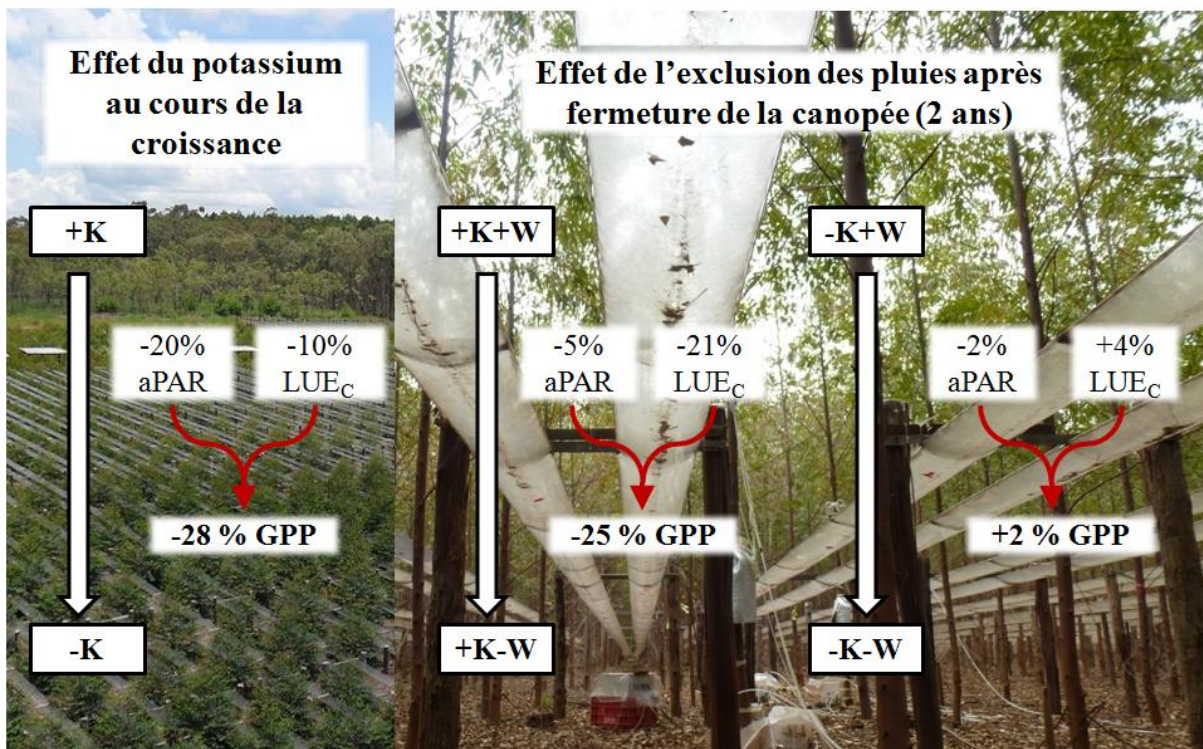 Effet du potassium
au cours de la
croissance
+K
-20%
aPAR
-10%
LUEC
-28 % GPP
-K
Effet de l’exclusion des pluies après
fermeture de la canopée (2 ans)
+K+W
-5%
aPAR
-21%
LUEC
-25 % GPP
+K-W
-K+W
-2%
aPAR
+4%
LUEC
+2 % GPP
-K-W